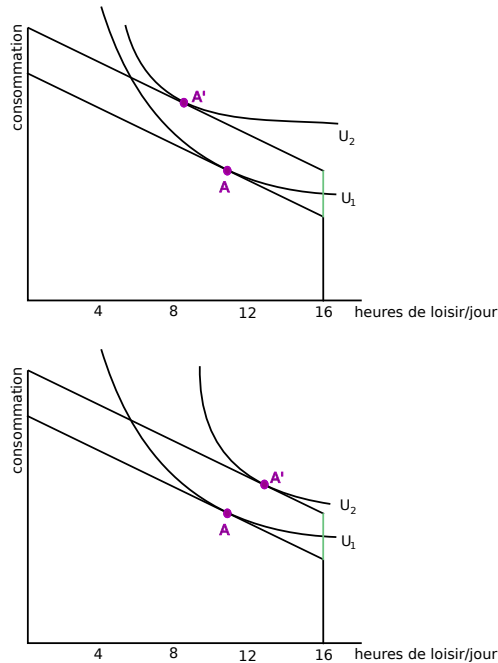 consommation
A'
U2
A
U1
4 8 12 16 heures de loisir/jour
consommation
A'
U2
A
U1
4 8 12 16 heures de loisir/jour